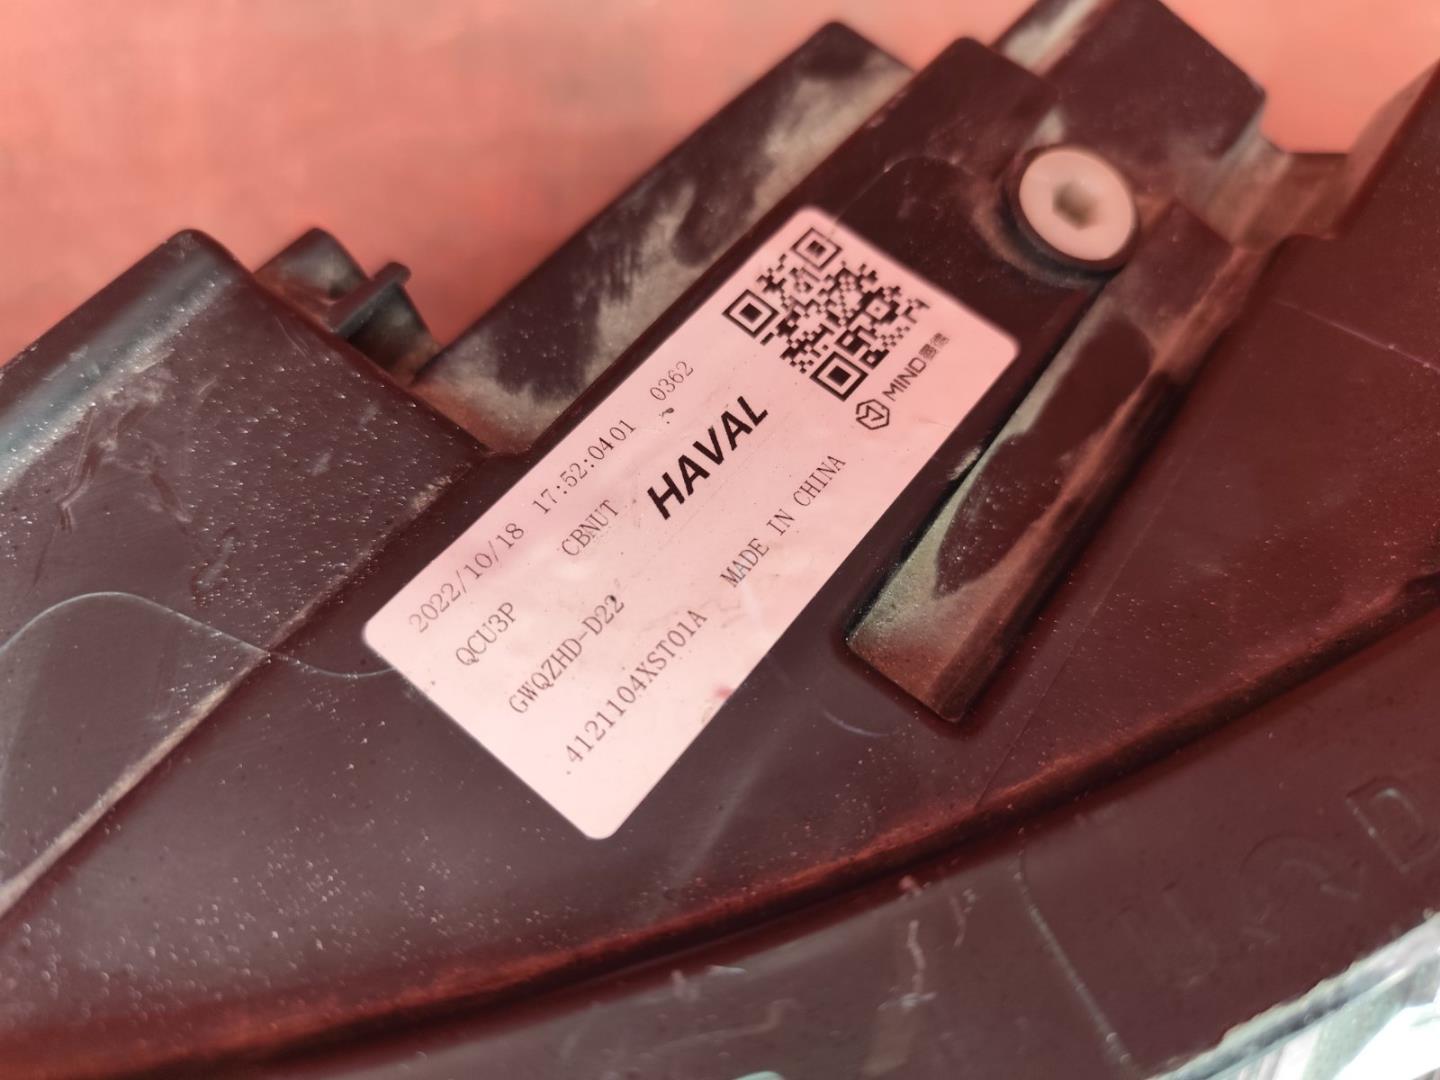 2022/10/18 17:52:0401 0362
QCU3P CBNUT HAVAL
GWQZHD-D22
4121104XST01A MADE IN CHINA
MIND